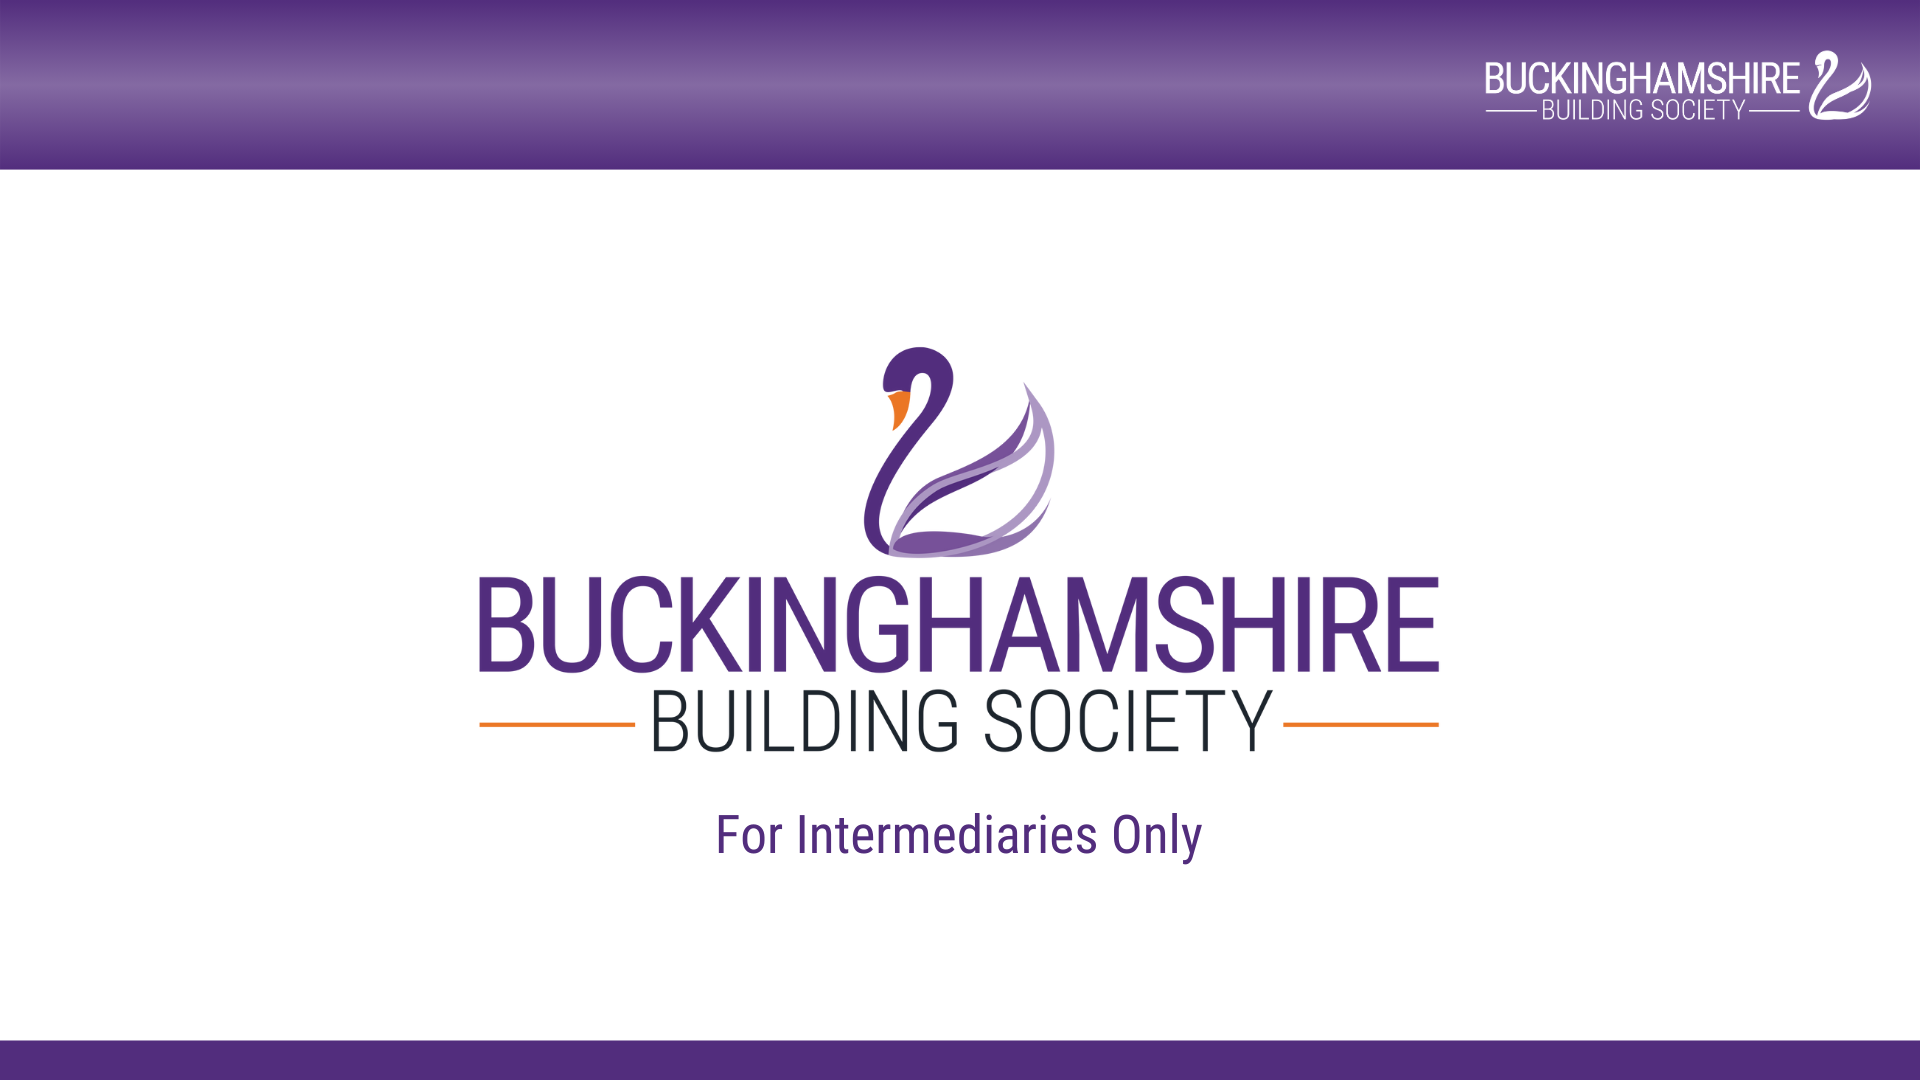 BUCKINGHAMSHIRE
BUILDING SOCIETY
BUCKINGHAMSHIRE
BUILDING SOCIETY
For Intermediaries Only